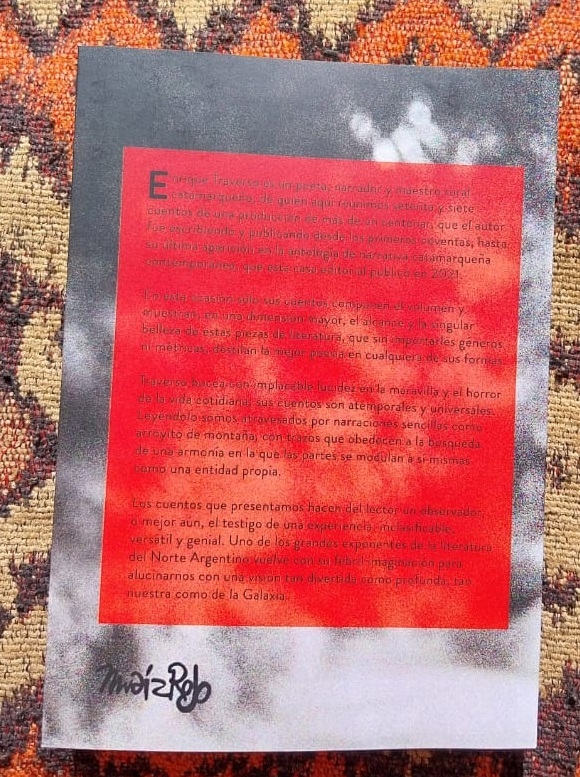 Enrique Traverso es un poeta, narrador y maestro rural
catamarqueño, de quien aquí reunimos setenta y siete
cuentos de una producción de más de un centenar, que el autor
fue escribiendo y publicando desde los primeros noventas, hasta
su última aparición en la antología de narrativa catamarqueña
contemporánea, que esta casa editorial publicó en 2021.
En esta ocasión solo sus cuentos componen el volumen y
muestran, en una dimensión mayor, el alcance y la singular
belleza de estas piezas de literatura, que sin importarles géneros
ni métricas, destilan la mejor poesía en cualquiera de sus formas.
Traverso bucea con implacable lucidez en la maravilla y el horror
de la vida cotidiana; sus cuentos son atemporales y universales.
Leyéndolo somos atravesados por narraciones sencillas como
arroyito de montaña; con trazos que obedecen a la búsqueda
de una armonía en la que las partes se modulan a sí mismas
como una entidad propia.
Los cuentos que presentamos hacen del lector un observador,
o mejor aún, el testigo de una experiencia, inclasificable,
versátil y genial. Uno de los grandes exponentes de la literatura
del Norte Argentino vuelve con su febril imaginación para
alucinarnos con una visión tan divertida como profunda, tan
nuestra como de la Galaxia.
MaízRojo